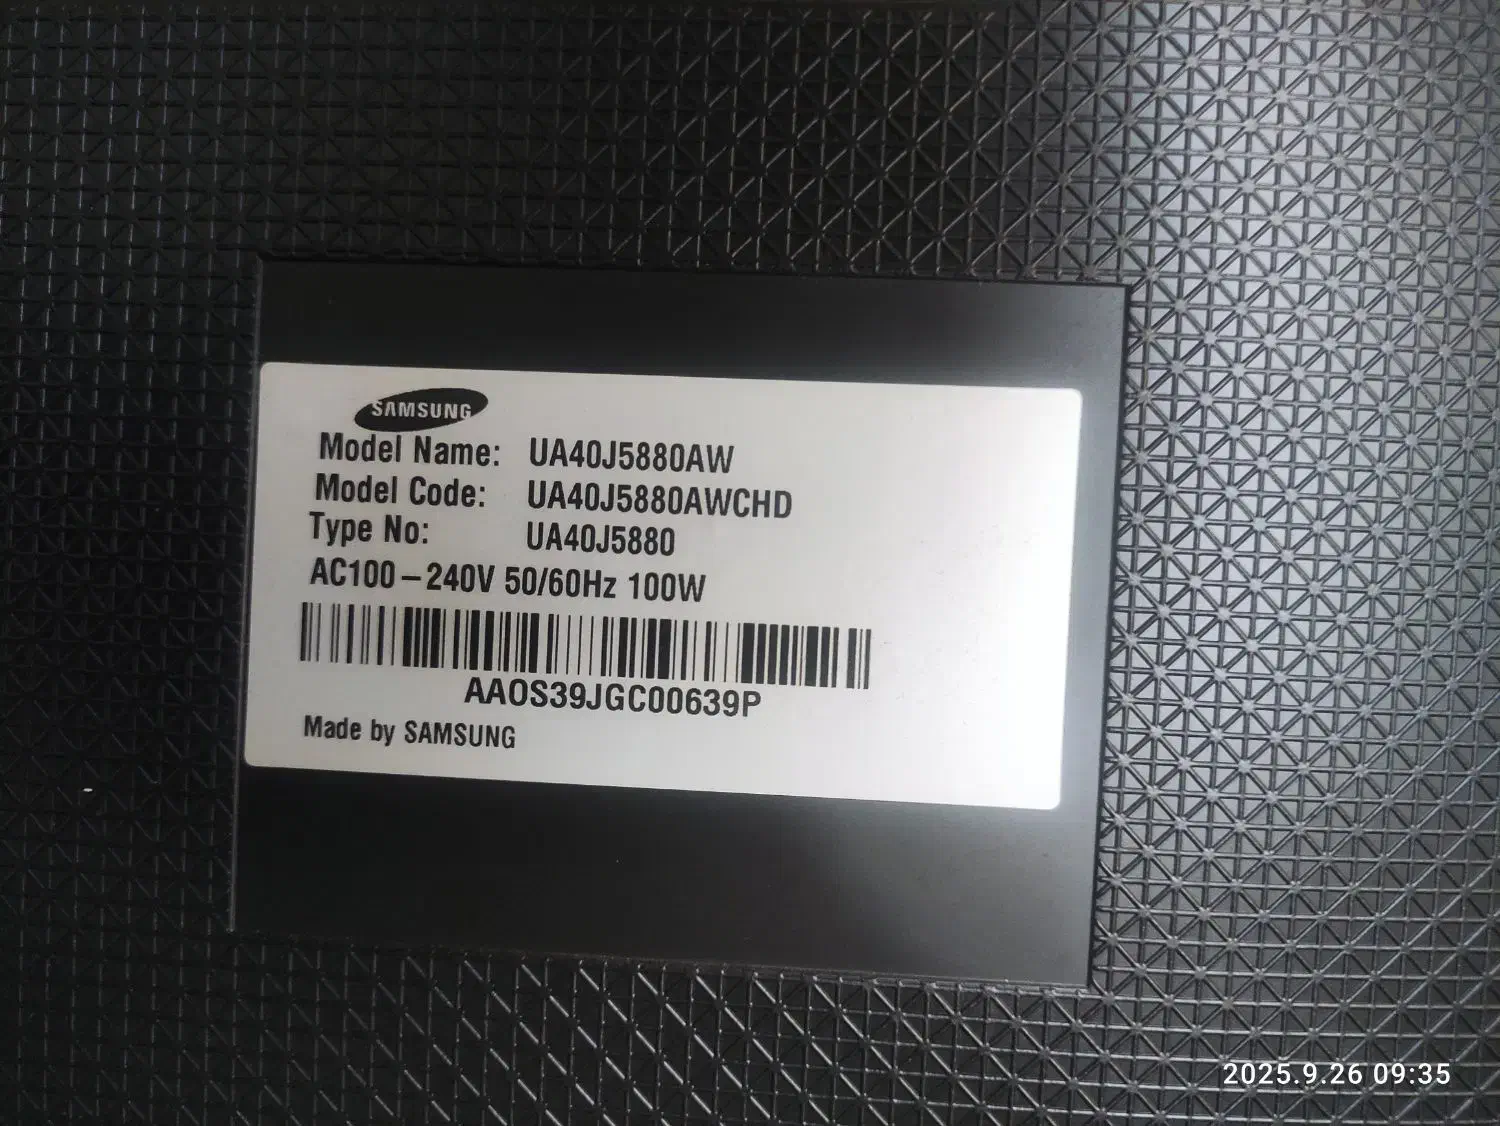 SAMSUNG
Model Name: UA40J5880AW
Model Code: UA40J5880AWCHD
Type No: UA40J5880
AC100-240V 50/60Hz 100W
AAOS39JGC00639P
Made by SAMSUNG
2025.9.26 09:35